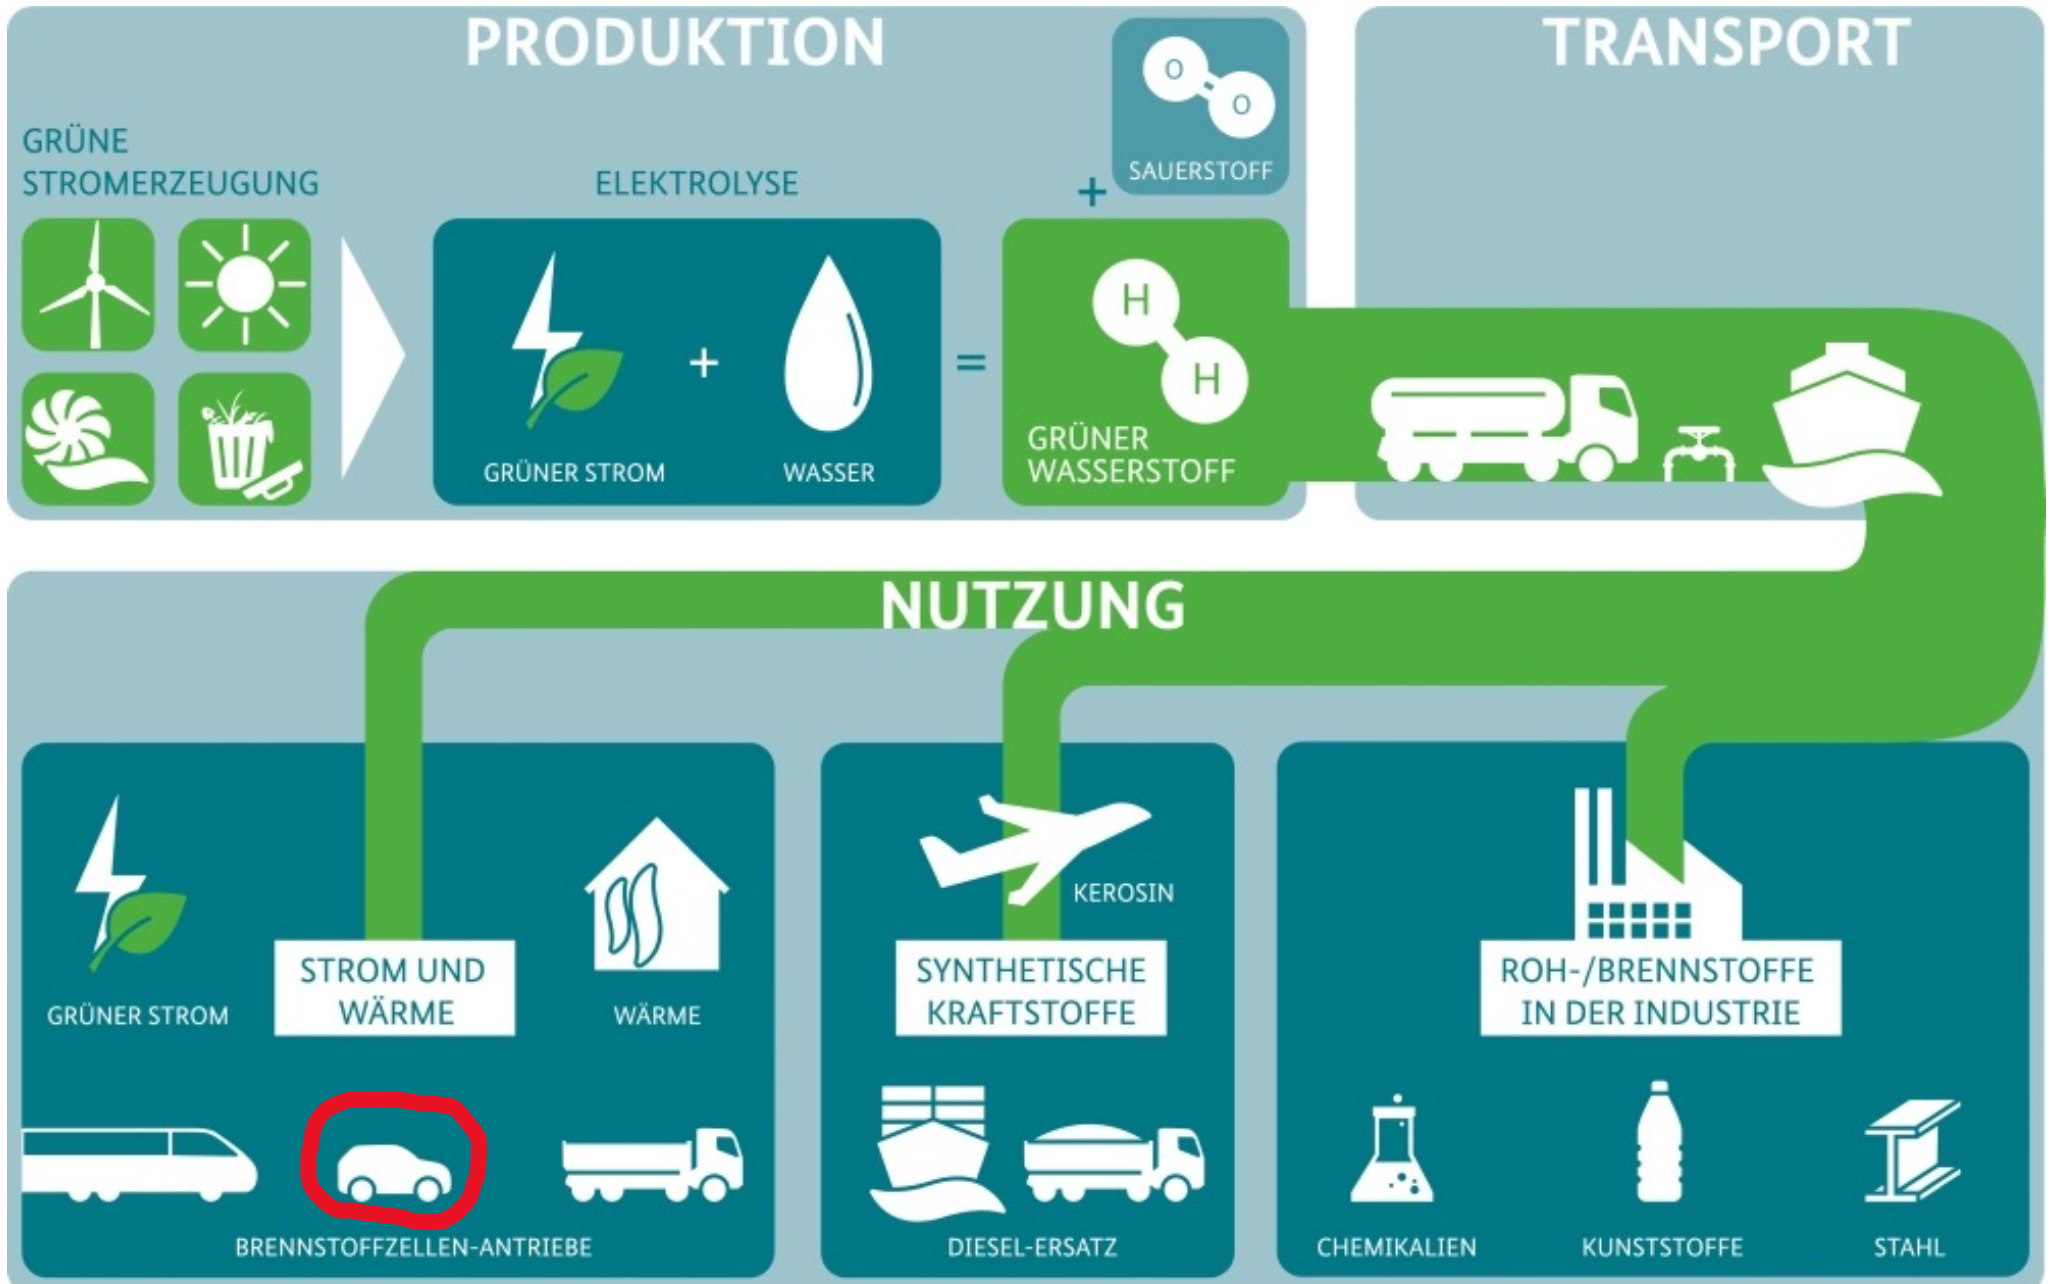 PRODUKTION
GRÜNE
STROMERZEUGUNG
ELEKTROLYSE
GRÜNER STROM
+
WASSER
=
GRÜNER
WASSERSTOFF
H
H
+
O
O
SAUERSTOFF
TRANSPORT
NUTZUNG
GRÜNER STROM
STROM UND
WÄRME
WÄRME
BRENNSTOFFZELLEN-ANTRIEBE
KEROSIN
SYNTHETISCHE
KRAFTSTOFFE
DIESEL-ERSATZ
ROH-/BRENNSTOFFE
IN DER INDUSTRIE
CHEMIKALIEN
KUNSTSTOFFE
STAHL